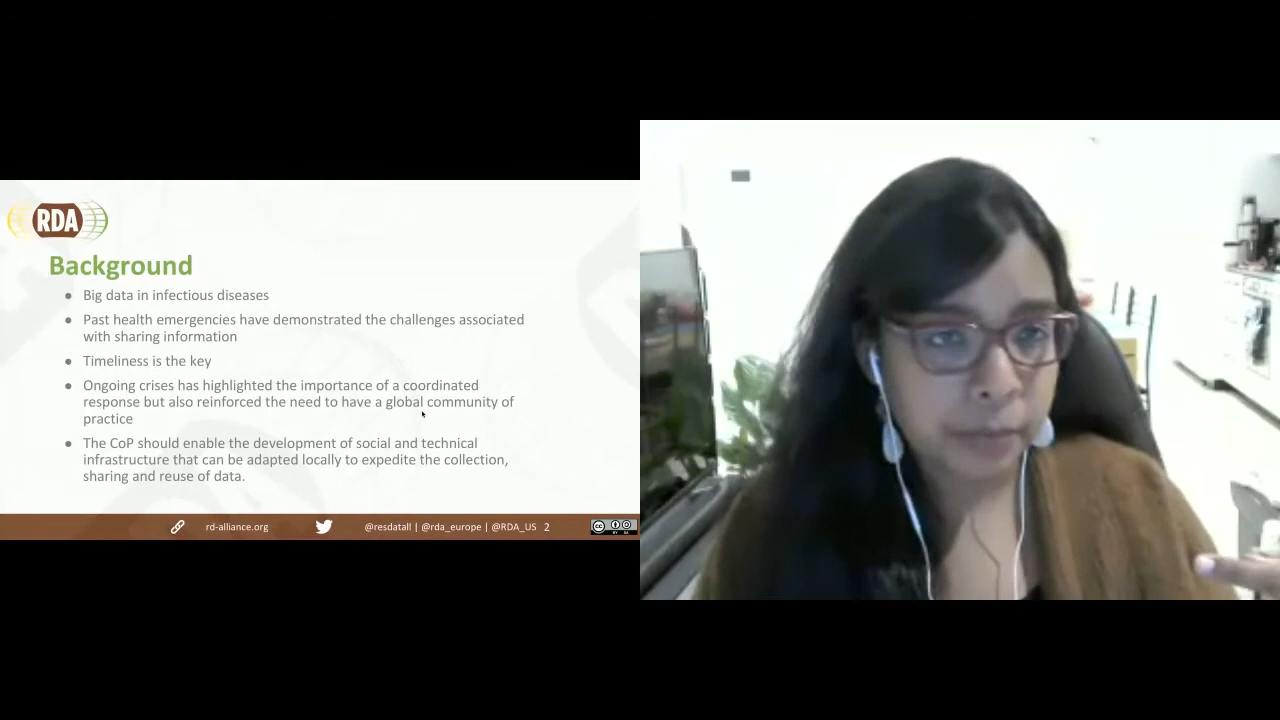 RDA
Background
Big data in infectious diseases
Past health emergencies have demonstrated the challenges associated
with sharing information
Timeliness is the key
Ongoing crises has highlighted the importance of a coordinated
response but also reinforced the need to have a global community of
practice
The CoP should enable the development of social and technical
infrastructure that can be adapted locally to expedite the collection,
sharing and reuse of data.
rd-alliance.org @resdatall | @rda_europe | @RDA_US 2
CC BY